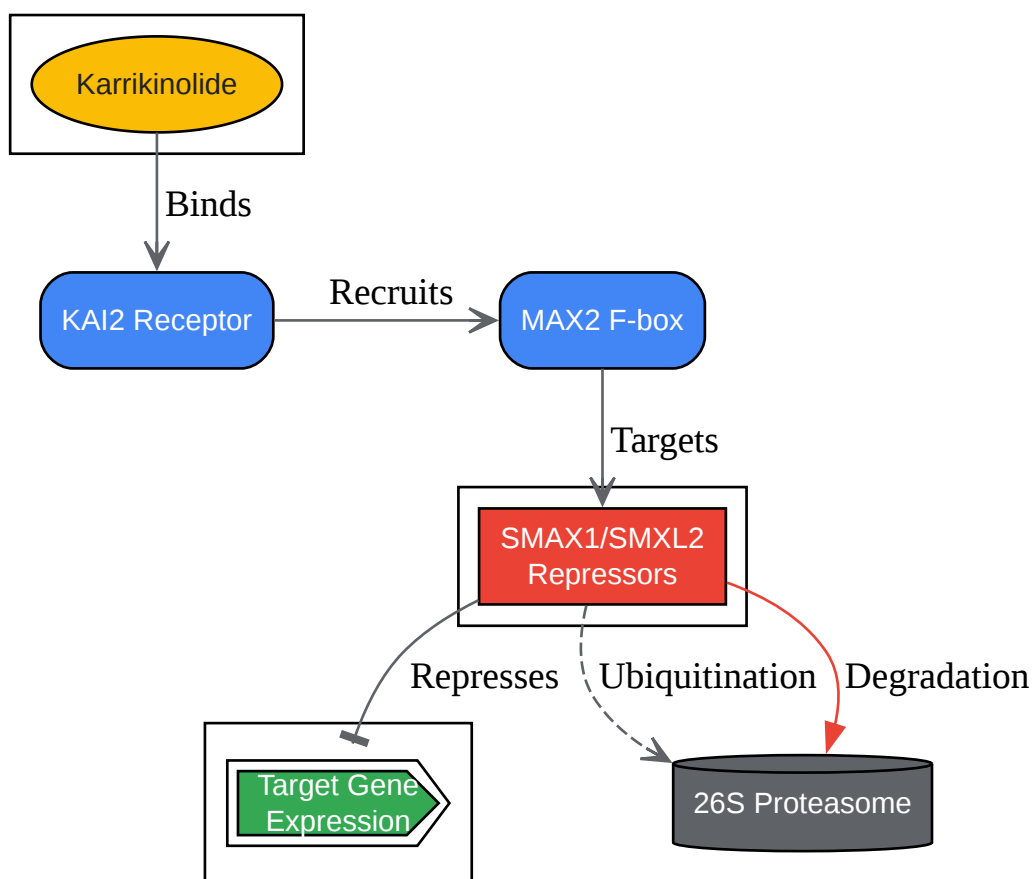 Karrikinolide
Binds
KAI2 Receptor
Recruits
MAX2 F-box
Targets
SMAX1/SMXL2
Repressors
Represses
Ubiquitination
Degradation
Target Gene
Expression
26S Proteasome